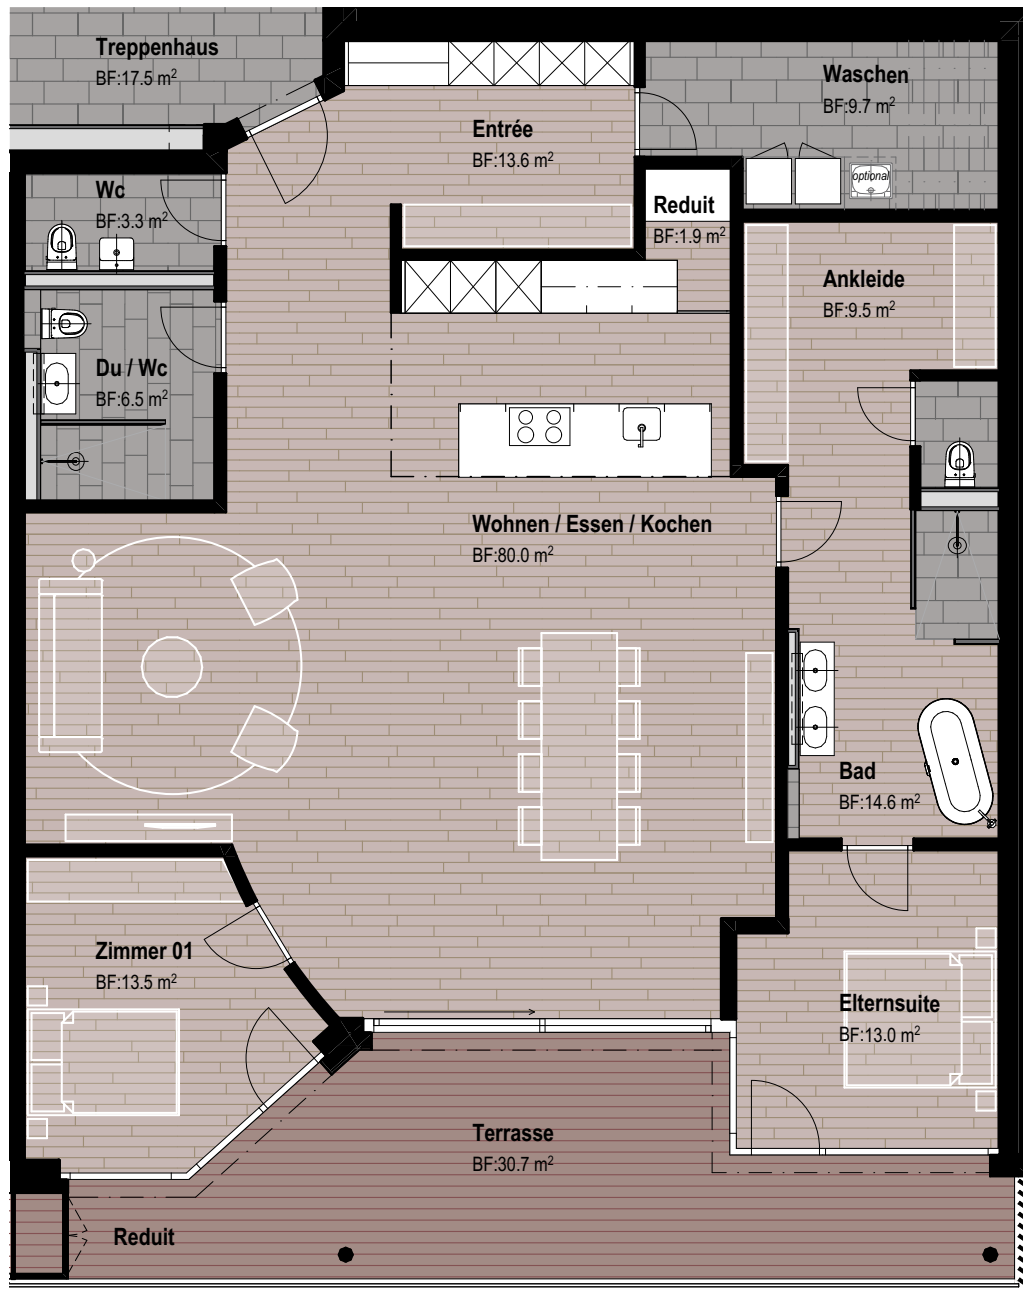 Treppenhaus
BF:17.5 m²
Waschen
BF:9.7 m²
Entrée
BF:13.6 m²
optional
Wc
BF:3.3 m²
Reduit
BF:1.9 m²
Ankleide
BF:9.5 m²
Du / Wc
BF:6.5 m²
Wohnen / Essen / Kochen
BF:80.0 m²
Bad
BF:14.6 m²
Zimmer 01
BF:13.5 m²
Elternsuite
BF:13.0 m²
Terrasse
BF:30.7 m²
Reduit